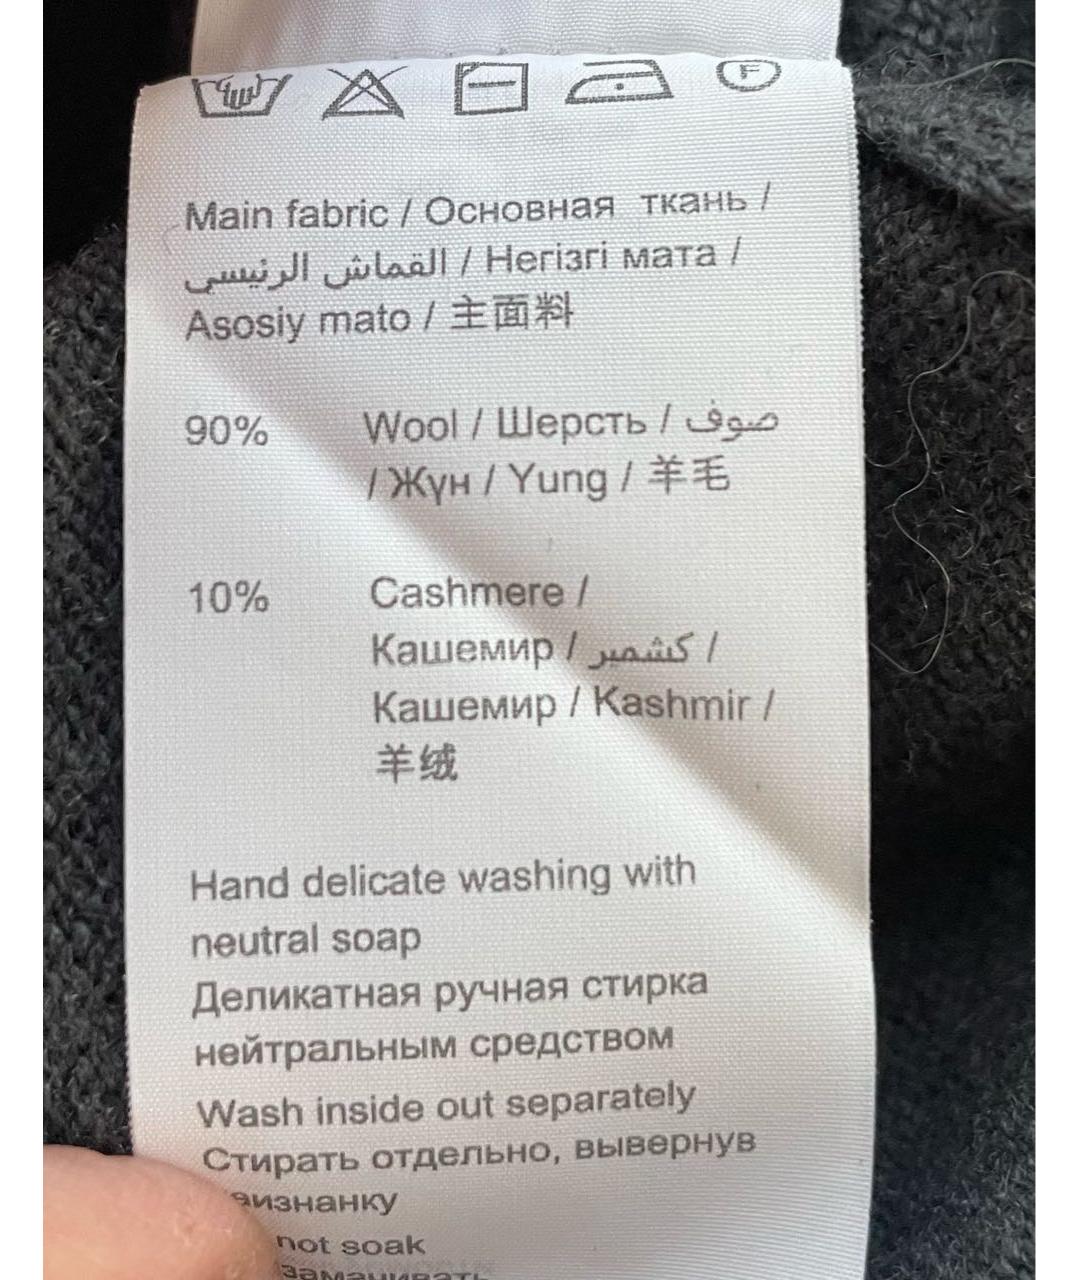 F
Main fabric / Основная ткань /
القماش الرئيسي / Негізгі мата /
Asosiy mato / 主面料
90% Wool / Шерсть / صوف
/ Жүн / Yung / 羊毛
10% Cashmere /
Кашемир / كشمير /
Кашемир / Kashmir /
羊绒
Hand delicate washing with
neutral soap
Деликатная ручная стирка
нейтральным средством
Wash inside out separately
Стирать отдельно, вывернув
наизнанку
not soak
замачивать